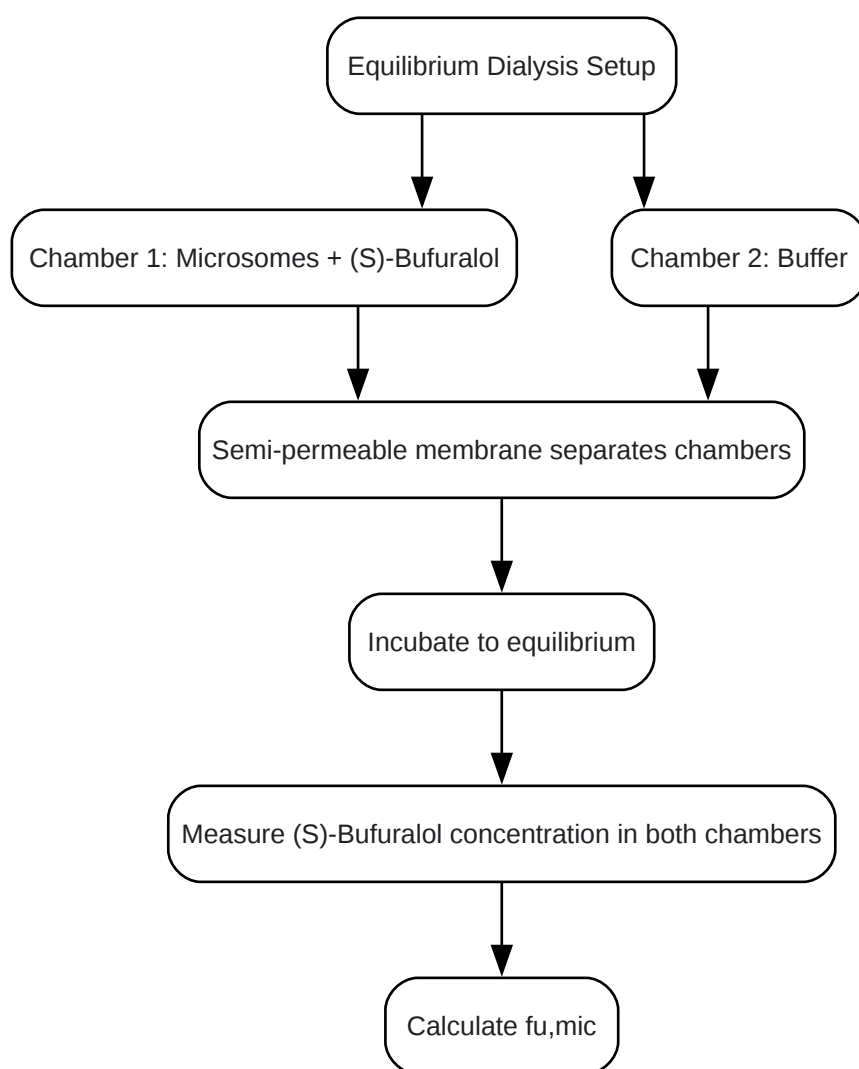 Equilibrium Dialysis Setup
Chamber 1: Microsomes + (S)-Bufuralol
Chamber 2: Buffer
Semi-permeable membrane separates chambers
Incubate to equilibrium
Measure (S)-Bufuralol concentration in both chambers
Calculate fu,mic